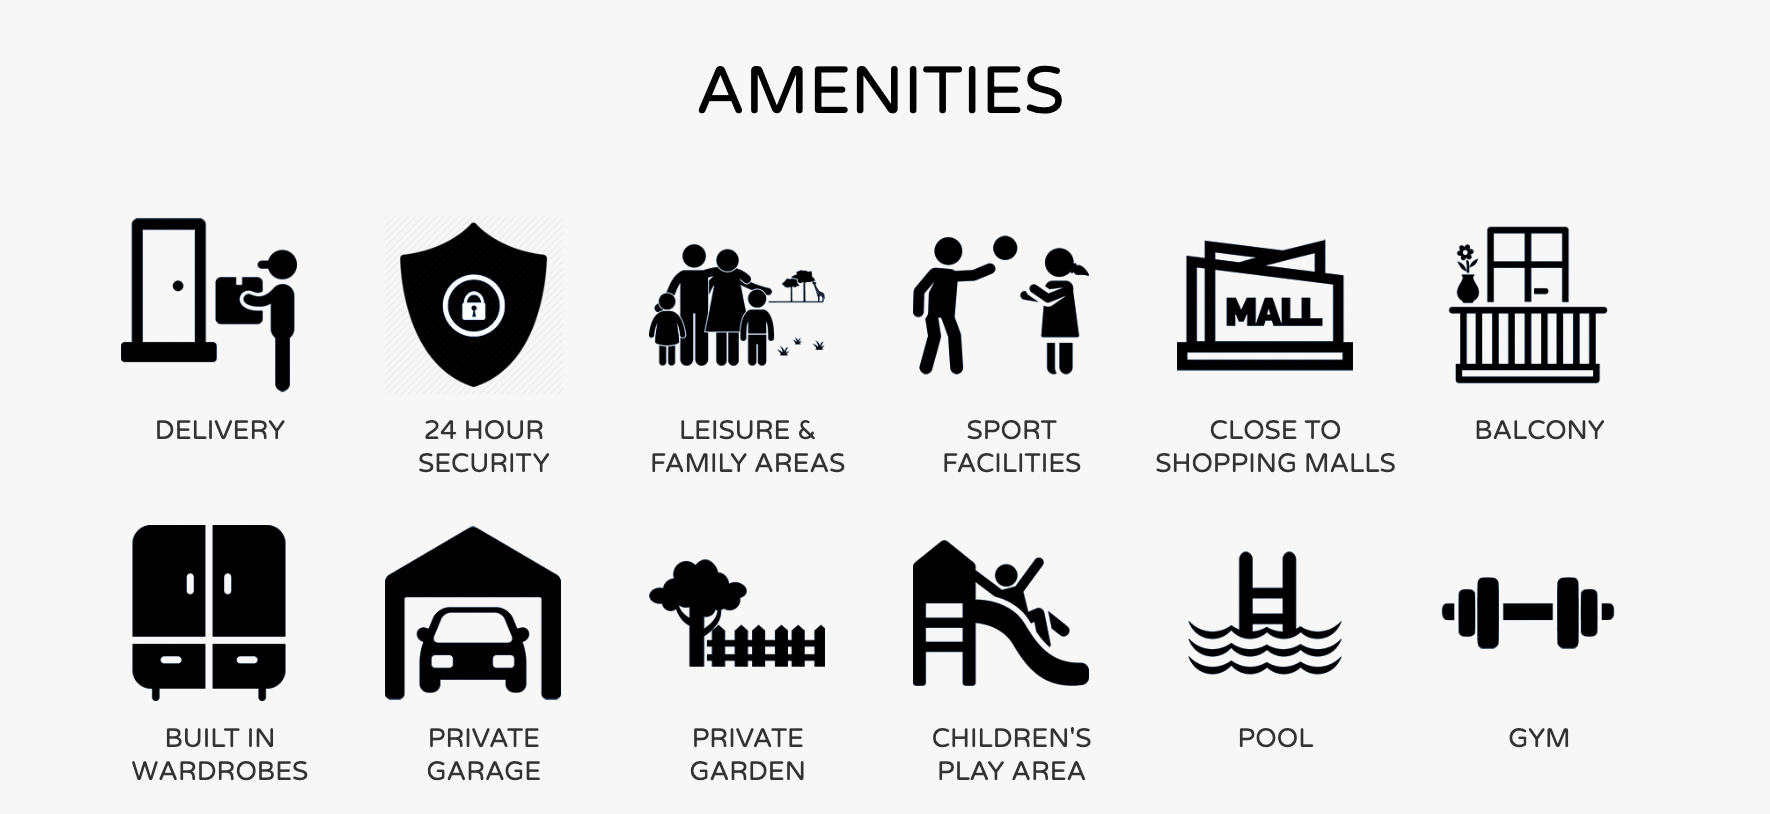 AMENITIES
MALL
DELIVERY
24 HOUR
SECURITY
LEISURE &
FAMILY AREAS
SPORT
FACILITIES
CLOSE TO
SHOPPING MALLS
BALCONY
BUILT IN
WARDROBES
PRIVATE
GARAGE
PRIVATE
GARDEN
CHILDREN'S
PLAY AREA
POOL
GYM